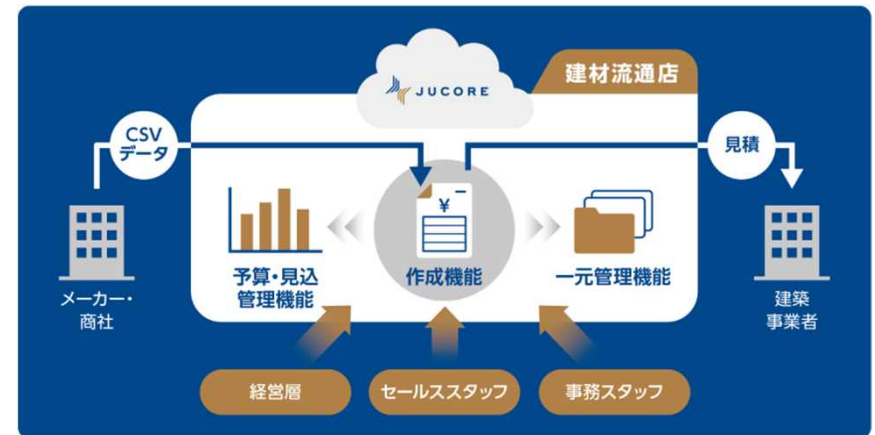 JUCORE
建材流通店
CSV
データ
見積
¥
予算・見込
管理機能
作成機能
一元管理機能
メーカー・
商社
建築
事業者
経営層
セールススタッフ
事務スタッフ